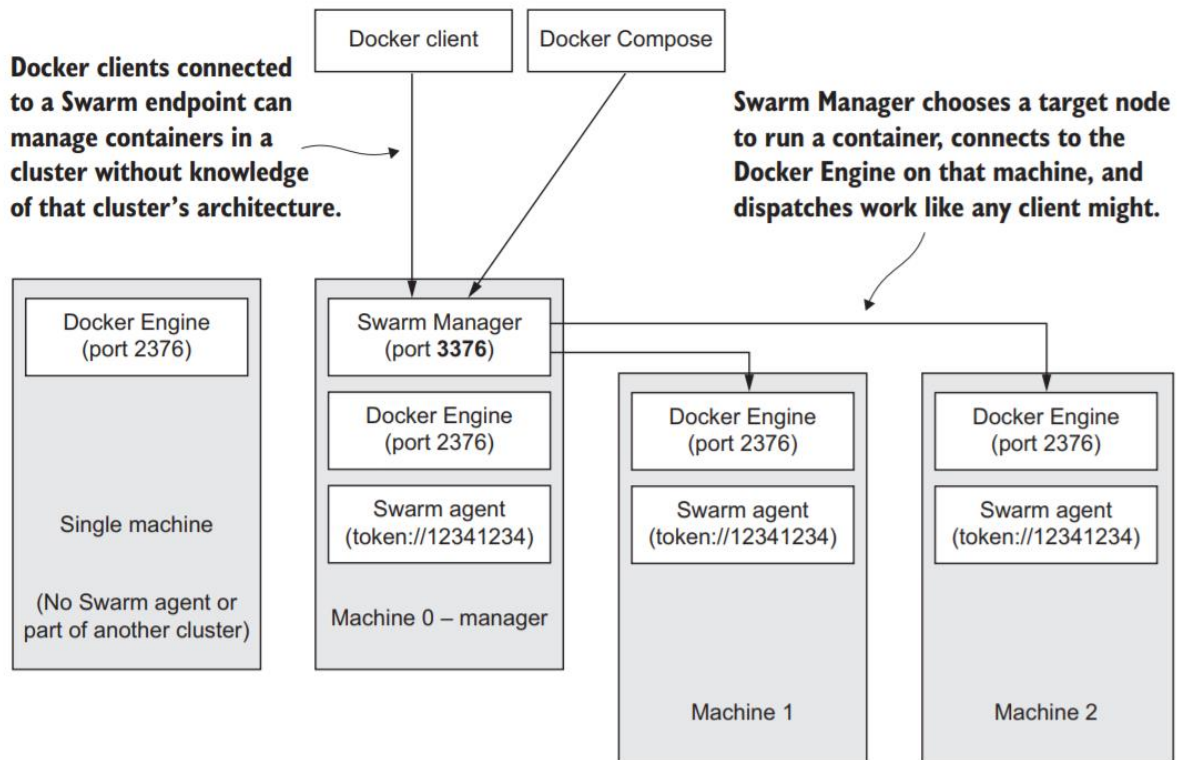 Docker client
Docker Compose
Docker clients connected
to a Swarm endpoint can
manage containers in a
cluster without knowledge
of that cluster’s architecture.
Swarm Manager chooses a target node
to run a container, connects to the
Docker Engine on that machine, and
dispatches work like any client might.
Docker Engine
(port 2376)
Single machine
(No Swarm agent or
part of another cluster)
Swarm Manager
(port 3376)
Docker Engine
(port 2376)
Swarm agent
(token://12341234)
Machine 0 – manager
Docker Engine
(port 2376)
Swarm agent
(token://12341234)
Machine 1
Docker Engine
(port 2376)
Swarm agent
(token://12341234)
Machine 2